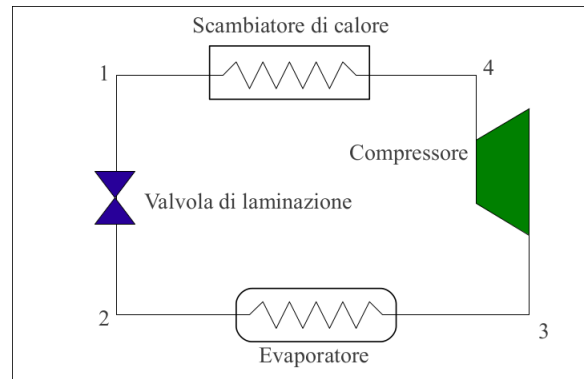 Scambiatore di calore
1
4
Compressore
Valvola di laminazione
2
3
Evaporatore